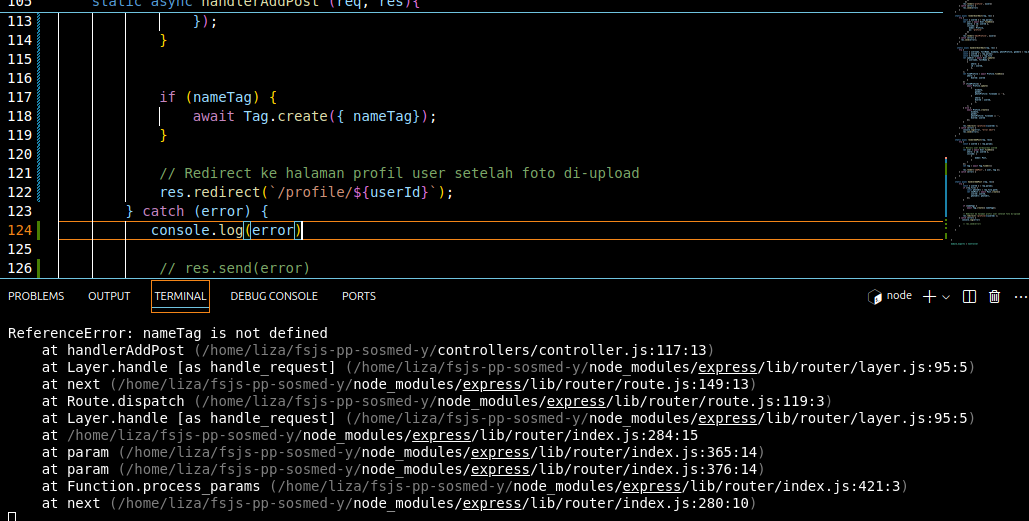 105 static async handlerAddPost (req, res){
113 });
114 }
115
116
117 if (nameTag) {
118 await Tag.create({ nameTag});
119 }
120
121 // Redirect ke halaman profil user setelah foto di-upload
122 res.redirect(`/profile/${userId}`);
123 } catch (error) {
124 console.log(error)
125
126 // res.send(error)
PROBLEMS OUTPUT TERMINAL DEBUG CONSOLE PORTS node
ReferenceError: nameTag is not defined
at handlerAddPost (/home/liza/fsjs-pp-sosmed-y/controllers/controller.js:117:13)
at Layer.handle [as handle_request] (/home/liza/fsjs-pp-sosmed-y/node_modules/express/lib/router/layer.js:95:5)
at next (/home/liza/fsjs-pp-sosmed-y/node_modules/express/lib/router/route.js:149:13)
at Route.dispatch (/home/liza/fsjs-pp-sosmed-y/node_modules/express/lib/router/route.js:119:3)
at Layer.handle [as handle_request] (/home/liza/fsjs-pp-sosmed-y/node_modules/express/lib/router/layer.js:95:5)
at /home/liza/fsjs-pp-sosmed-y/node_modules/express/lib/router/index.js:284:15
at param (/home/liza/fsjs-pp-sosmed-y/node_modules/express/lib/router/index.js:365:14)
at param (/home/liza/fsjs-pp-sosmed-y/node_modules/express/lib/router/index.js:376:14)
at Function.process_params (/home/liza/fsjs-pp-sosmed-y/node_modules/express/lib/router/index.js:421:3)
at next (/home/liza/fsjs-pp-sosmed-y/node_modules/express/lib/router/index.js:280:10)